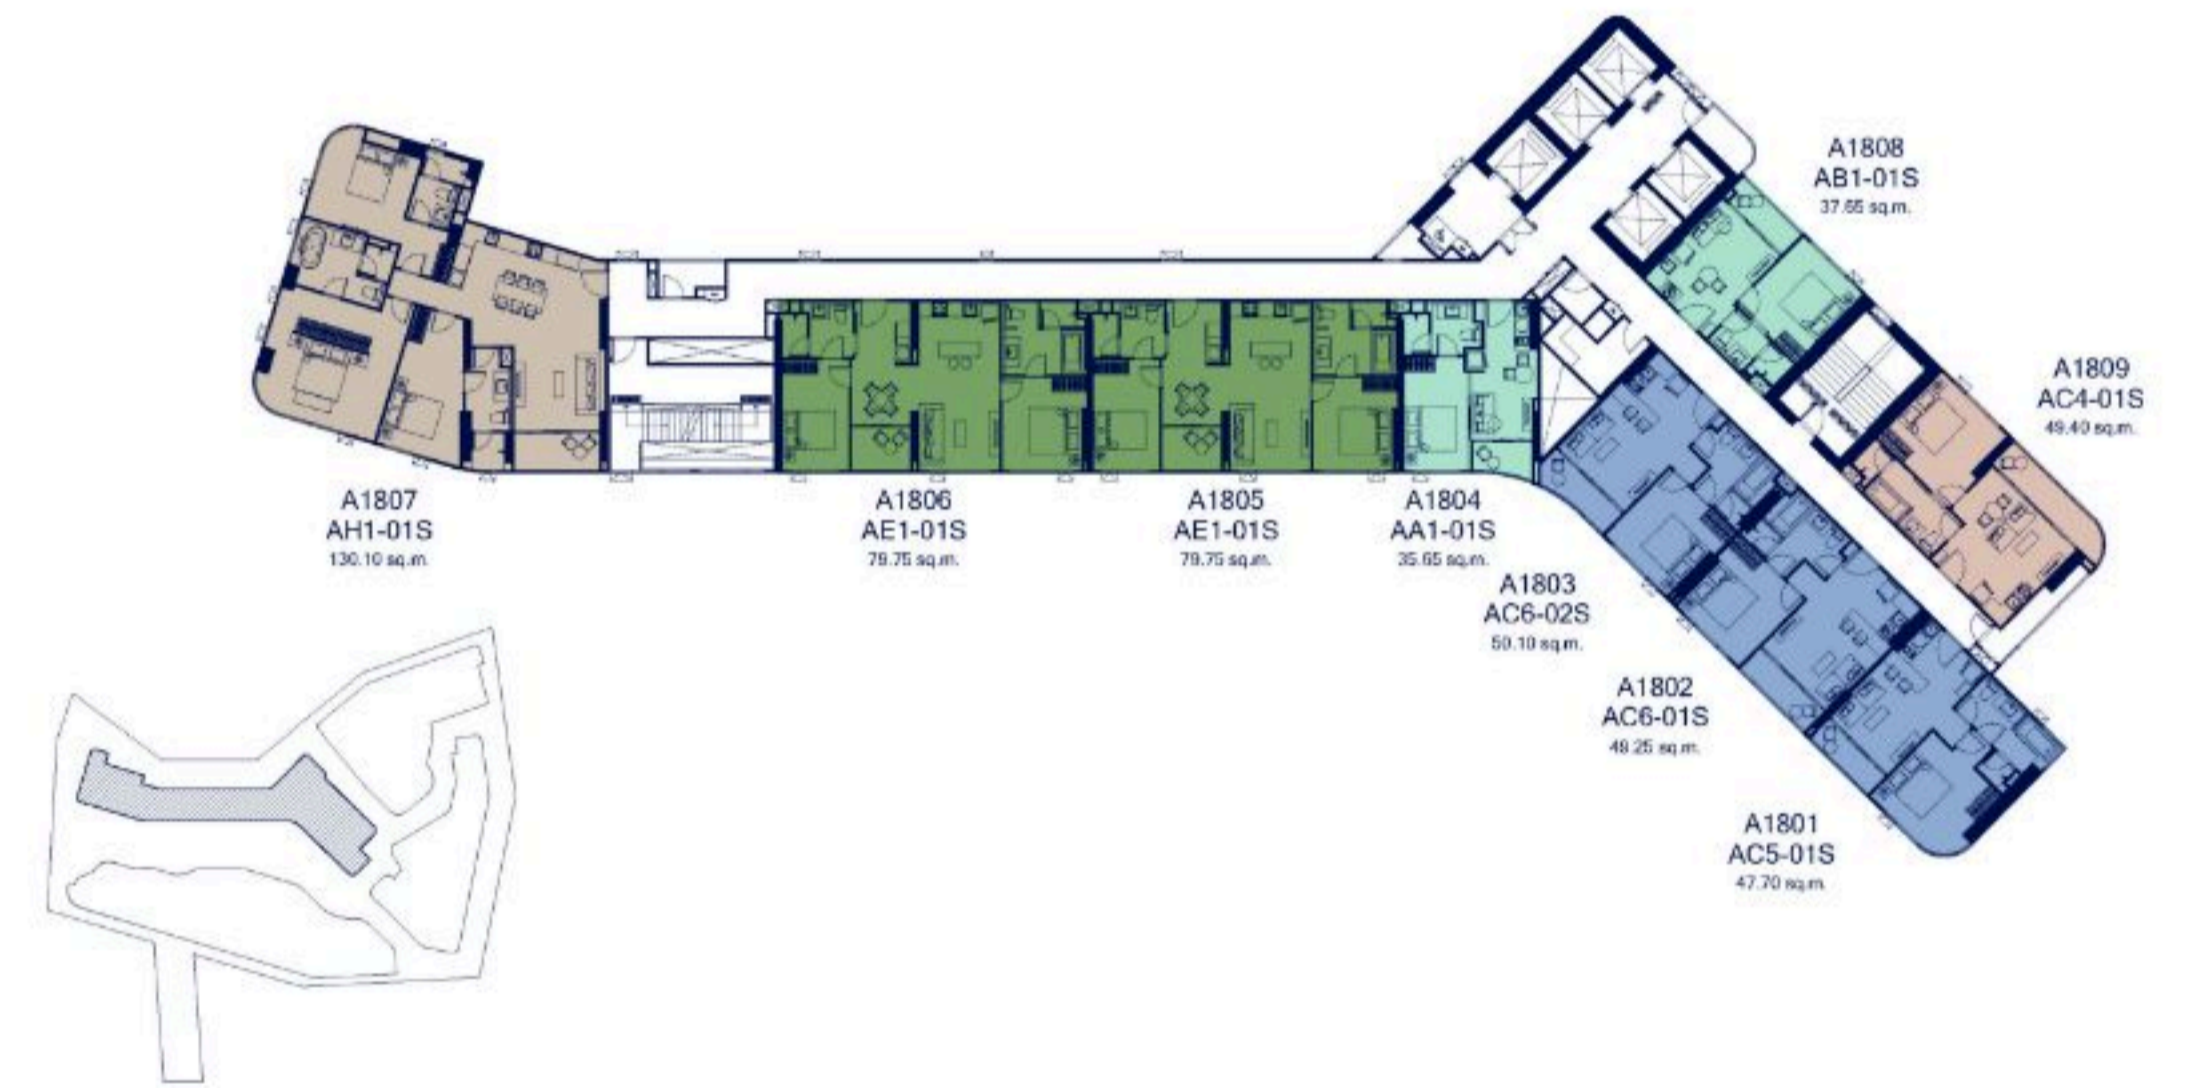 A1808
AB1-01S
37.65 sq.m.
A1809
AC4-01S
49.40 sq.m.
A1807
AH1-01S
130.10 sq.m.
A1806
AE1-01S
79.75 sq.m.
A1805
AE1-01S
79.75 sq.m.
A1804
AA1-01S
35.65 sq.m.
A1803
AC6-02S
50.10 sq.m.
A1802
AC6-01S
49.25 sq.m.
A1801
AC5-01S
47.70 sq.m.